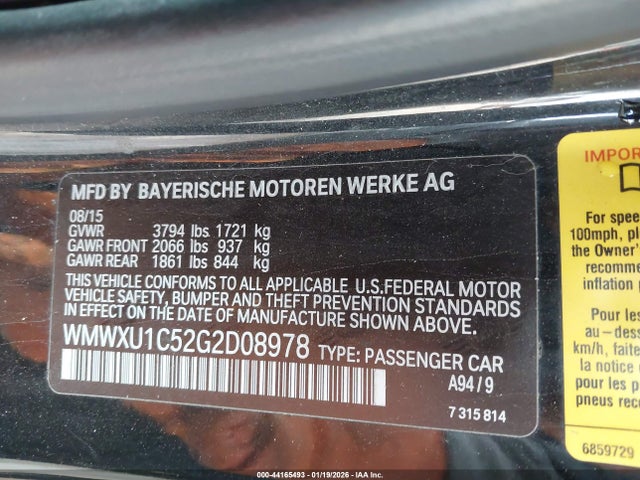 MFD BY BAYERISCHE MOTOREN WERKE AG
08/15
GVWR 3794 lbs 1721 kg
GAWR FRONT 2066 lbs 937 kg
GAWR REAR 1861 lbs 844 kg
THIS VEHICLE CONFORMS TO ALL APPLICABLE U.S.FEDERAL MOTOR
VEHICLE SAFETY, BUMPER AND THEFT PREVENTION STANDARDS
IN EFFECT ON THE DATE OF MANUFACTURE SHOWN ABOVE.
WMWXU1C52G2D08978 TYPE: PASSENGER CAR
A94 / 9
7 315 814
IMPOR
For spee
100mph, pl
the Owner'
recommen
inflation p
Pour les
au-dess
km/h, faite
la notice
pour les
pneus reco
6859729
000-44165493 - 01/19/2026 - IAA Inc.